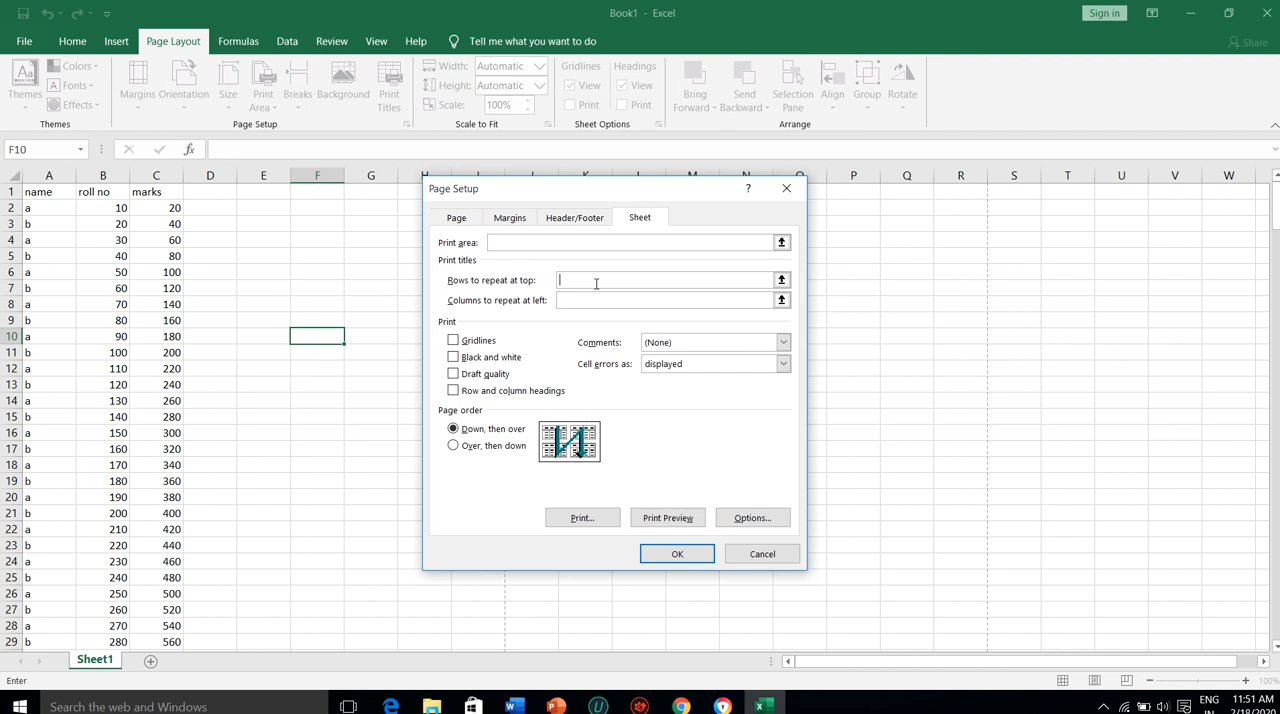 Book1 - Excel
Sign in
File Home Insert Page Layout Formulas Data Review View Help Tell me what you want to do
Share
Themes
Colors
Fonts
Effects
Margins Orientation Size Print Area Breaks Background Print Titles
Width: Automatic
Height: Automatic
Scale: 100%
Gridlines Headings
View View
Print Print
Bring Forward Send Backward Selection Pane Align Group Rotate
Themes Page Setup Scale to Fit Sheet Options Arrange
F10 fx
A B C D E F G H O P Q R S T U V W
1 name roll no marks
2 a 10 20
3 b 20 40
4 a 30 60
5 b 40 80
6 a 50 100
7 b 60 120
8 a 70 140
9 b 80 160
10 a 90 180
11 b 100 200
12 a 110 220
13 b 120 240
14 a 130 260
15 b 140 280
16 a 150 300
17 b 160 320
18 a 170 340
19 b 180 360
20 a 190 380
21 b 200 400
22 a 210 420
23 b 220 440
24 a 230 460
25 b 240 480
26 a 250 500
27 b 260 520
28 a 270 540
29 b 280 560
Page Setup
?
Page Margins Header/Footer Sheet
Print area:
Print titles
Rows to repeat at top:
Columns to repeat at left:
Print
Gridlines
Black and white
Draft quality
Row and column headings
Comments: (None)
Cell errors as: displayed
Page order
Down, then over
Over, then down
Print... Print Preview Options...
OK Cancel
Sheet1
Enter
100%
Search the web and Windows
ENG
IN
11:51 AM
2/18/2020